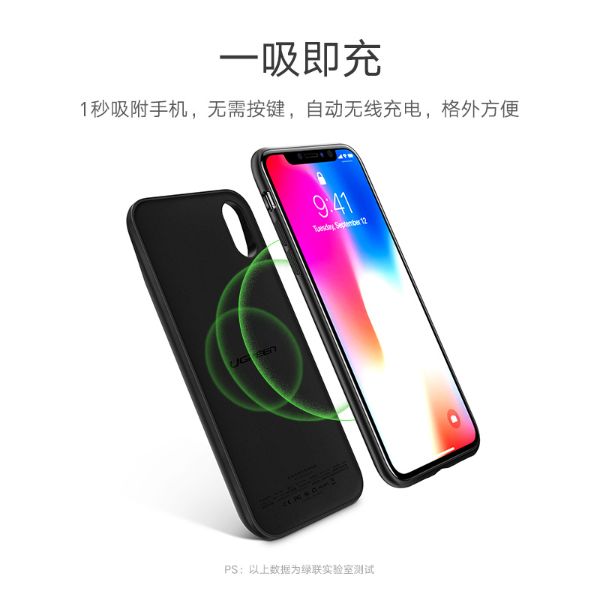 一吸即充
1秒吸附手机，无需按键，自动无线充电，格外方便
9:41
Tuesday, September 12
UGREEN
PS：以上数据为绿联实验室测试